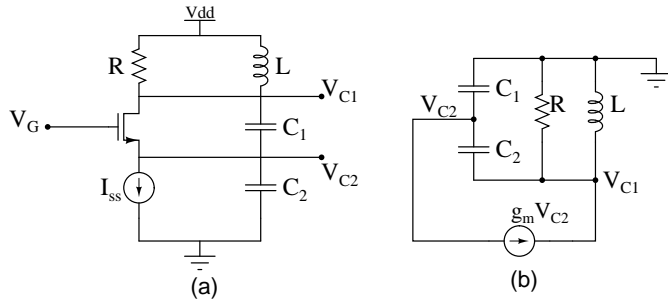 Vdd
R
L
V_C1
V_G
C_1
V_C2
I_ss
C_2
(a)
C_1
R
L
V_C2
C_2
V_C1
g_m V_C2
(b)